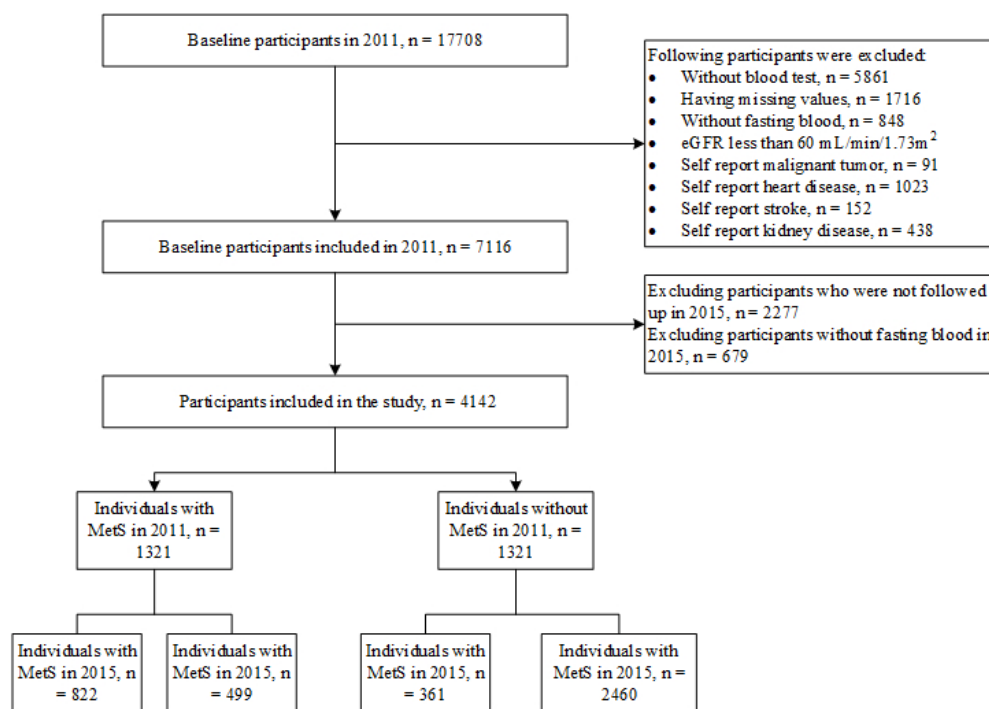 Baseline participants in 2011, n = 17708
Following participants were excluded:
• Without blood test, n = 5861
• Having missing values, n = 1716
• Without fasting blood, n = 848
• eGFR less than 60 mL/min/1.73m²
• Self report malignant tumor, n = 91
• Self report heart disease, n = 1023
• Self report stroke, n = 152
• Self report kidney disease, n = 438
Baseline participants included in 2011, n = 7116
Excluding participants who were not followed
up in 2015, n = 2277
Excluding participants without fasting blood in
2015, n = 679
Participants included in the study, n = 4142
Individuals with
MetS in 2011, n =
1321
Individuals without
MetS in 2011, n =
1321
Individuals with
MetS in 2015, n
= 822
Individuals with
MetS in 2015, n
= 499
Individuals with
MetS in 2015, n
= 361
Individuals with
MetS in 2015, n =
2460